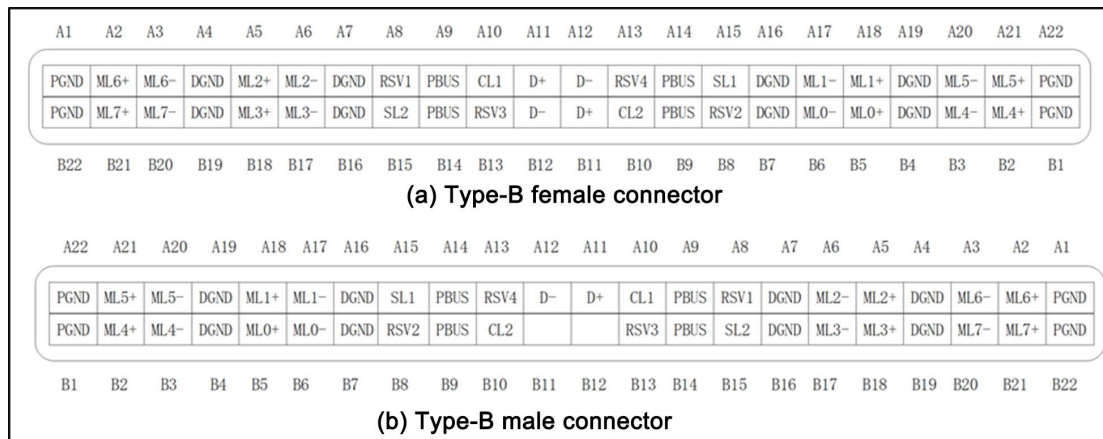 A1 A2 A3 A4 A5 A6 A7 A8 A9 A10 A11 A12 A13 A14 A15 A16 A17 A18 A19 A20 A21 A22
PGND ML6+ ML6- DGND ML2+ ML2- DGND RSV1 PBUS CL1 D+ D- RSV4 PBUS SL1 DGND ML1- ML1+ DGND ML5- ML5+ PGND
PGND ML7+ ML7- DGND ML3+ ML3- DGND SL2 PBUS RSV3 D- D+ CL2 PBUS RSV2 DGND ML0- ML0+ DGND ML4- ML4+ PGND
B22 B21 B20 B19 B18 B17 B16 B15 B14 B13 B12 B11 B10 B9 B8 B7 B6 B5 B4 B3 B2 B1
(a) Type-B female connector
A22 A21 A20 A19 A18 A17 A16 A15 A14 A13 A12 A11 A10 A9 A8 A7 A6 A5 A4 A3 A2 A1
PGND ML5+ ML5- DGND ML1+ ML1- DGND SL1 PBUS RSV4 D- D+ CL1 PBUS RSV1 DGND ML2- ML2+ DGND ML6- ML6+ PGND
PGND ML4+ ML4- DGND ML0+ ML0- DGND RSV2 PBUS CL2 RSV3 PBUS SL2 DGND ML3- ML3+ DGND ML7- ML7+ PGND
B1 B2 B3 B4 B5 B6 B7 B8 B9 B10 B11 B12 B13 B14 B15 B16 B17 B18 B19 B20 B21 B22
(b) Type-B male connector